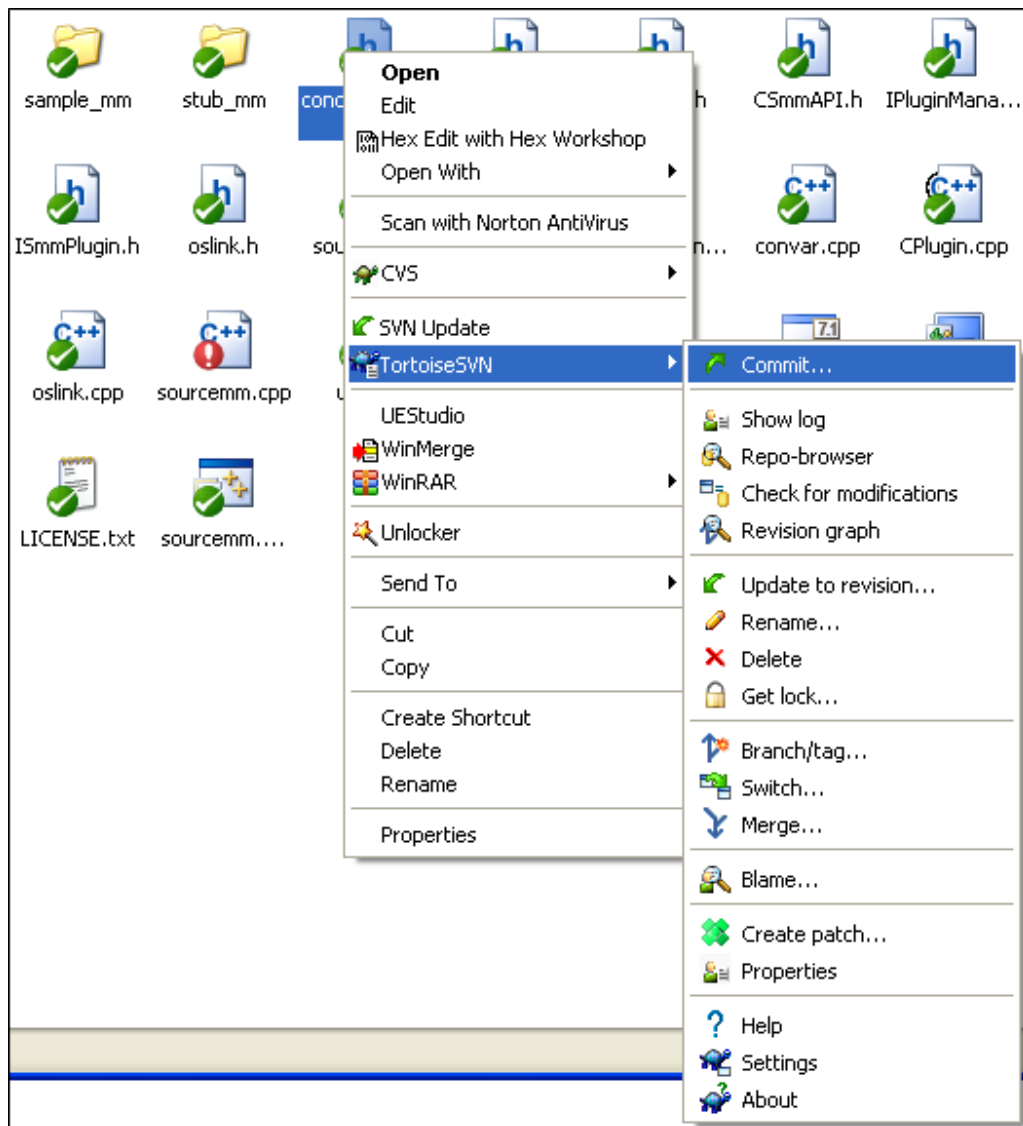 sample_mm
stub_mm
CSmmAPI.h
IPluginMana...
ISmmPlugin.h
oslink.h
convar.cpp
CPlugin.cpp
oslink.cpp
sourcemm.cpp
7.1
LICENSE.txt
sourcemm....
Open
Edit
Hex Edit with Hex Workshop
Open With
Scan with Norton AntiVirus
CVS
SVN Update
TortoiseSVN
UEStudio
WinMerge
WinRAR
Unlocker
Send To
Cut
Copy
Create Shortcut
Delete
Rename
Properties
Commit...
Show log
Repo-browser
Check for modifications
Revision graph
Update to revision...
Rename...
Delete
Get lock...
Branch/tag...
Switch...
Merge...
Blame...
Create patch...
Properties
Help
Settings
About